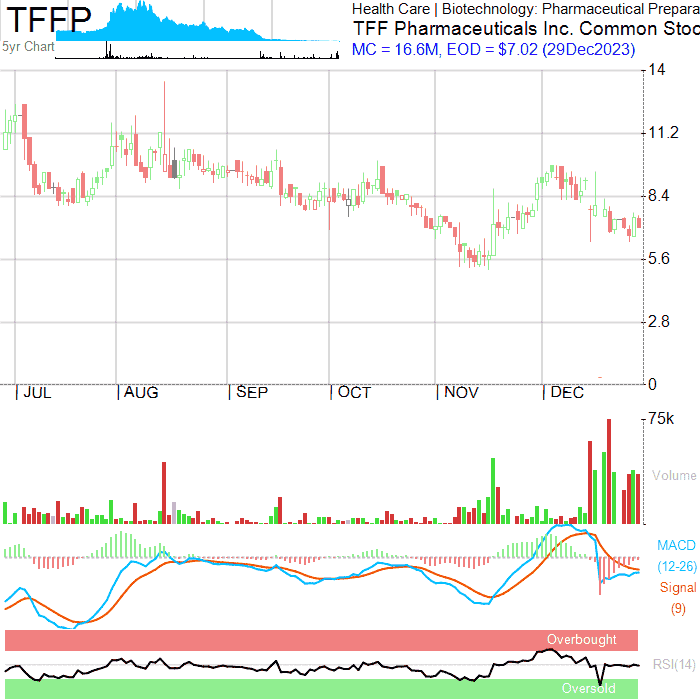 TFFP
5yr Chart
Health Care | Biotechnology: Pharmaceutical Prepara
TFF Pharmaceuticals Inc. Common Stoc
MC = 16.6M, EOD = $7.02 (29Dec2023)
14
11.2
8.4
5.6
2.8
0
|JUL |AUG |SEP |OCT |NOV |DEC
75k
Volume
MACD
(12-26)
Signal
(9)
Overbought
RSI(14)
Oversold